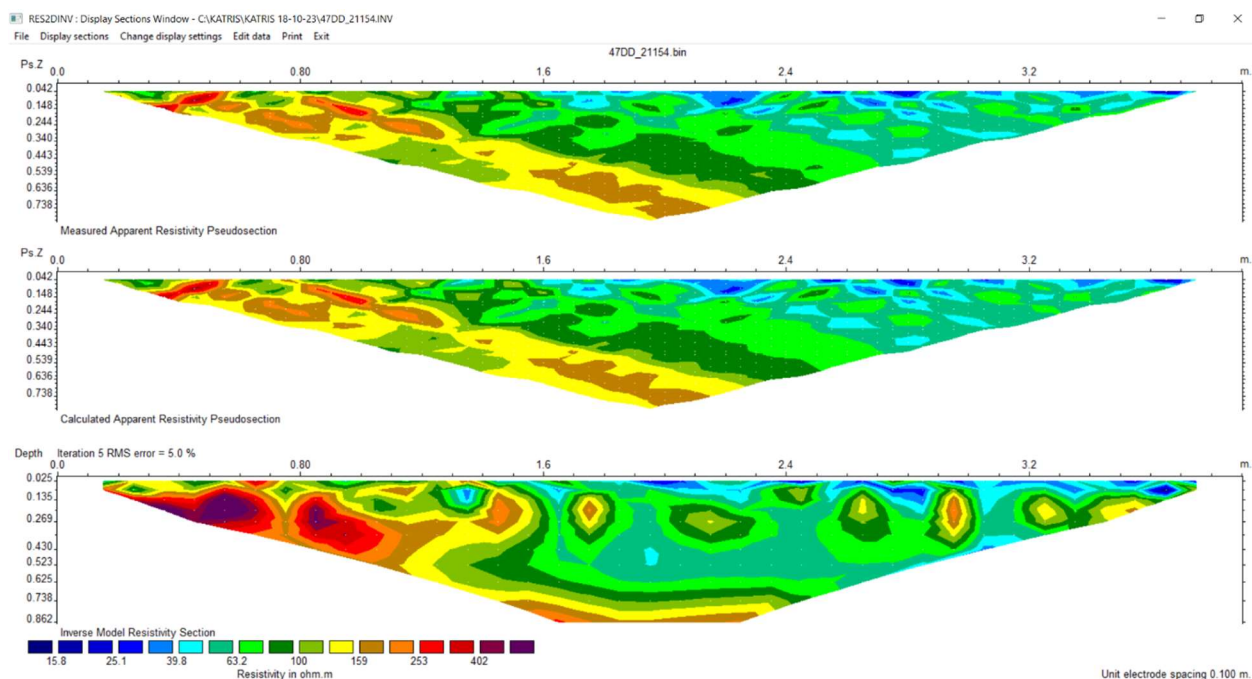 RES2DINV : Display Sections Window - C:\KATRIS\KATRIS 18-10-23\47DD_21154.INV
File Display sections Change display settings Edit data Print Exit
47DD_21154.bin
Ps.Z 0.0 0.80 1.6 2.4 3.2 m.
0.042
0.148
0.244
0.340
0.443
0.539
0.636
0.738
Measured Apparent Resistivity Pseudosection
Ps.Z 0.0 0.80 1.6 2.4 3.2 m.
0.042
0.148
0.244
0.340
0.443
0.539
0.636
0.738
Calculated Apparent Resistivity Pseudosection
Depth Iteration 5 RMS error = 5.0 %
0.0 0.80 1.6 2.4 3.2 m.
0.025
0.135
0.269
0.430
0.523
0.625
0.738
0.862
Inverse Model Resistivity Section
15.8 25.1 39.8 63.2 100 159 253 402
Resistivity in ohm.m
Unit electrode spacing 0.100 m.